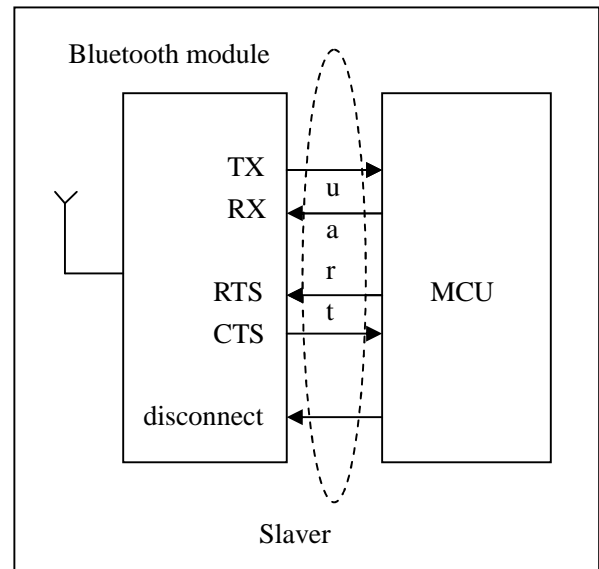 Bluetooth module
TX
u
RX
a
r
RTS
MCU
t
CTS
disconnect
Slaver